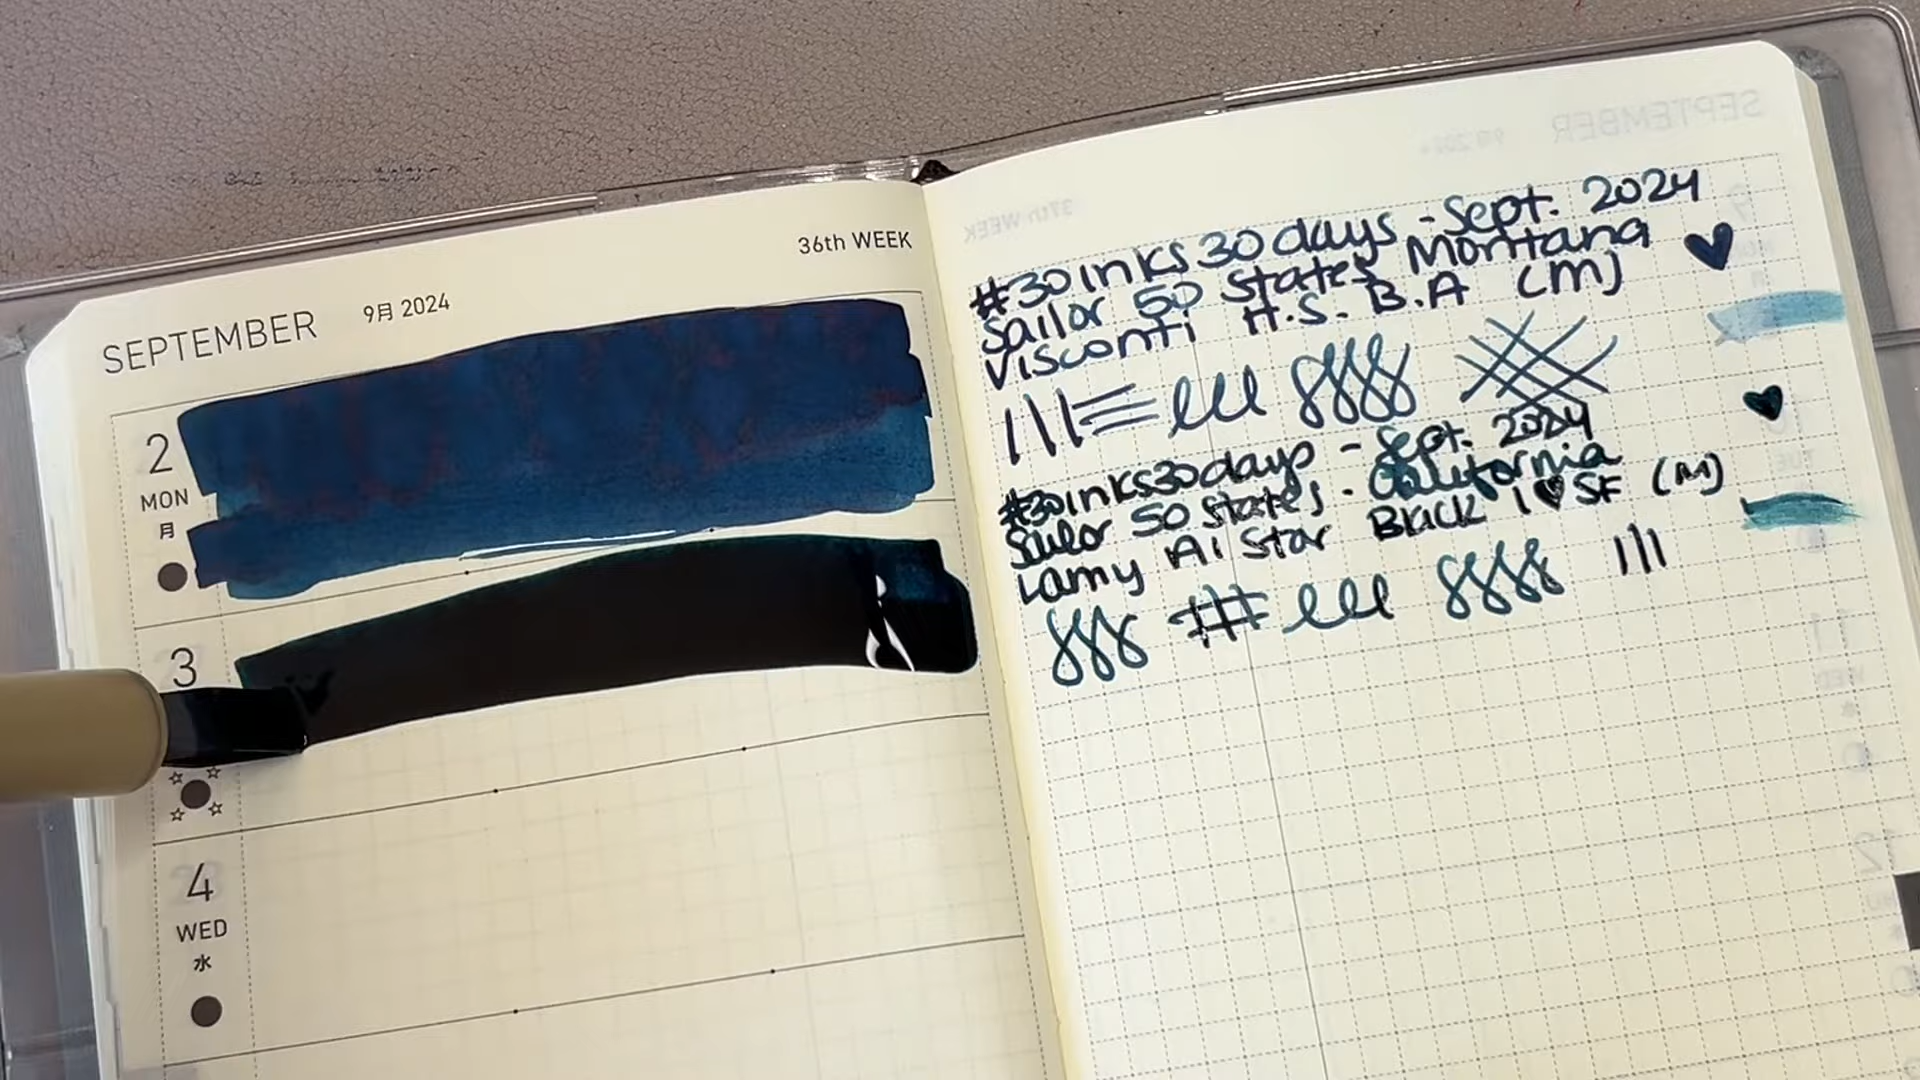 SEPTEMBER 9月 2024 36th WEEK
2
MON
月
3
4
WED
水
#30inks30days - Sept. 2024
Sailor 50 States Montana
Visconti H.S. B.A (M)
#30inks30days - Sept. 2024
Sailor 50 States - California
Lamy Al Star Black I ♥ SF (M)